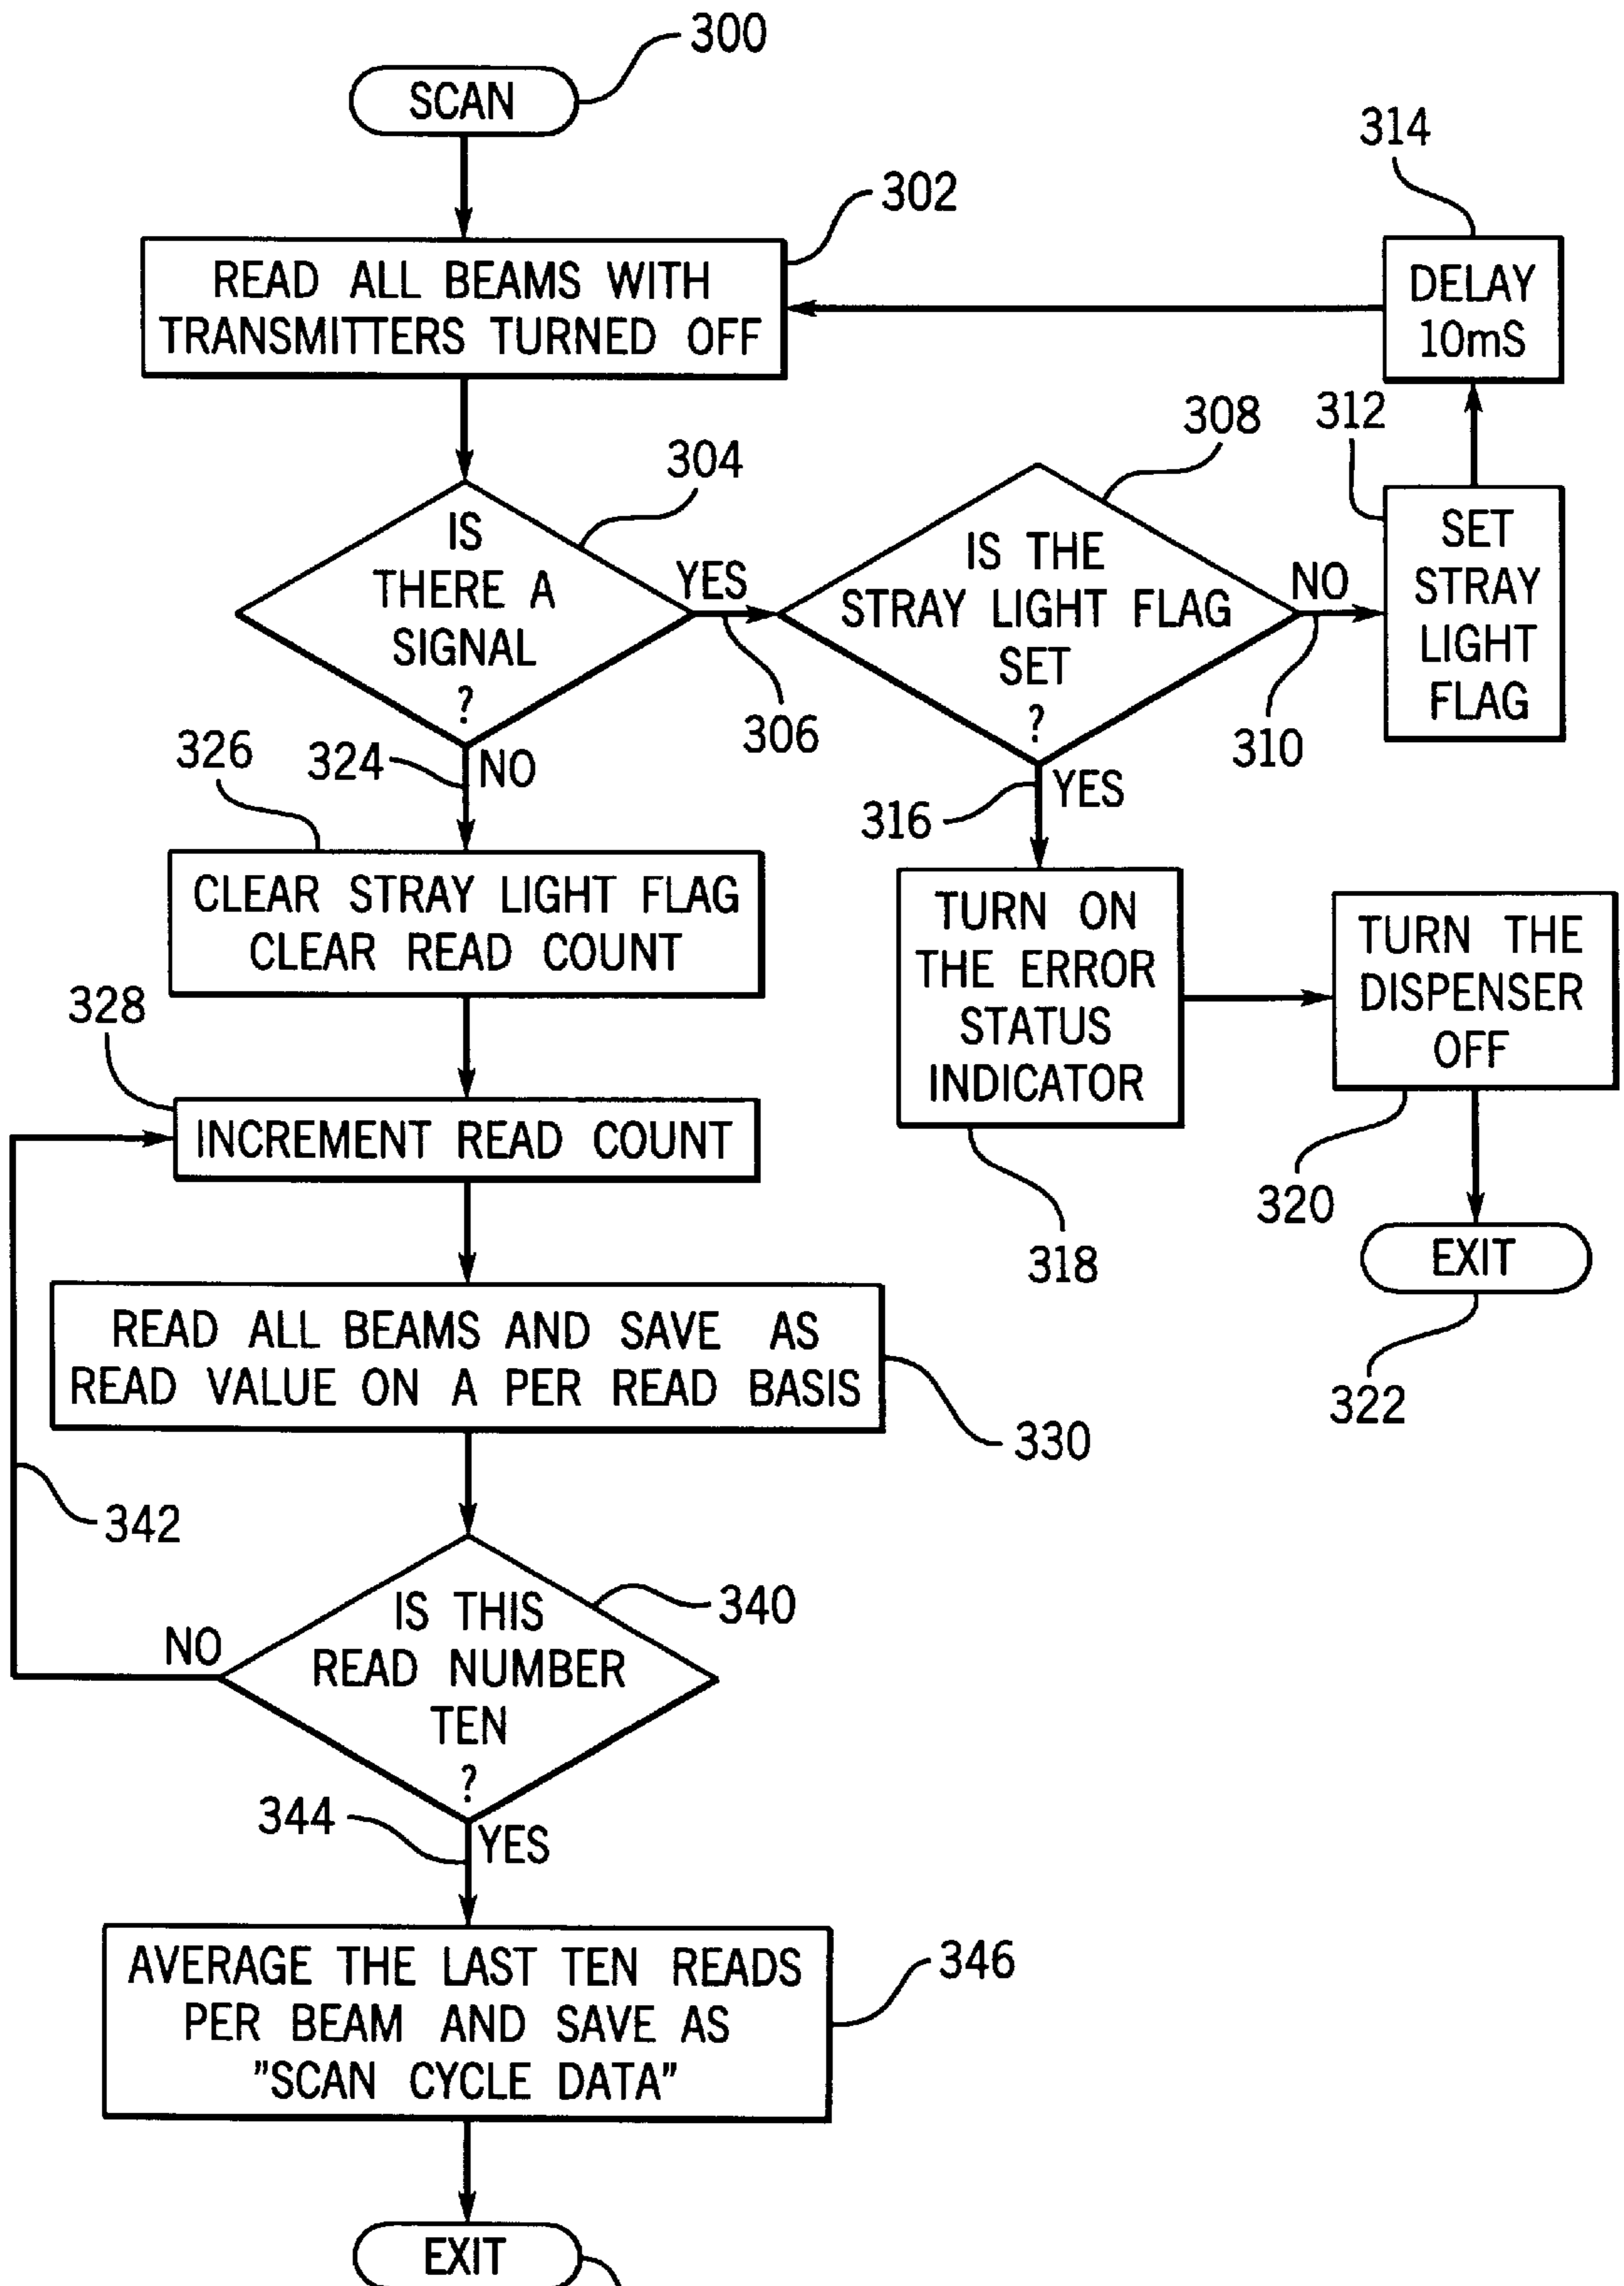 300
SCAN
302
READ ALL BEAMS WITH
TRANSMITTERS TURNED OFF
314
DELAY
10mS
304
IS
THERE A
SIGNAL
?
YES
306
308
IS THE
STRAY LIGHT FLAG
SET
?
NO
310
312
SET
STRAY
LIGHT
FLAG
316
YES
326
324
NO
CLEAR STRAY LIGHT FLAG
CLEAR READ COUNT
TURN ON
THE ERROR
STATUS
INDICATOR
318
TURN THE
DISPENSER
OFF
320
EXIT
322
328
INCREMENT READ COUNT
READ ALL BEAMS AND SAVE AS
READ VALUE ON A PER READ BASIS
330
342
IS THIS
READ NUMBER
TEN
?
340
NO
344
YES
AVERAGE THE LAST TEN READS
PER BEAM AND SAVE AS
"SCAN CYCLE DATA"
346
EXIT